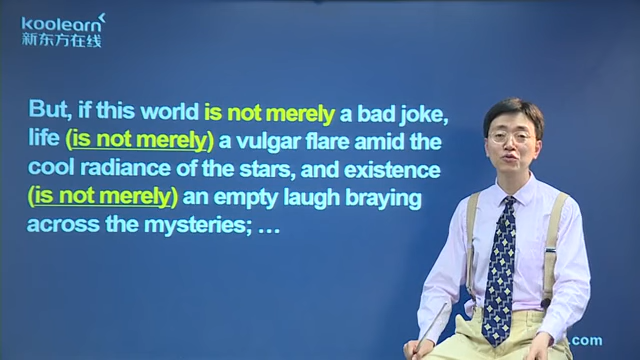 koolearn
新东方在线
But, if this world is not merely a bad joke,
life (is not merely) a vulgar flare amid the
cool radiance of the stars, and existence
(is not merely) an empty laugh braying
across the mysteries; …
.com